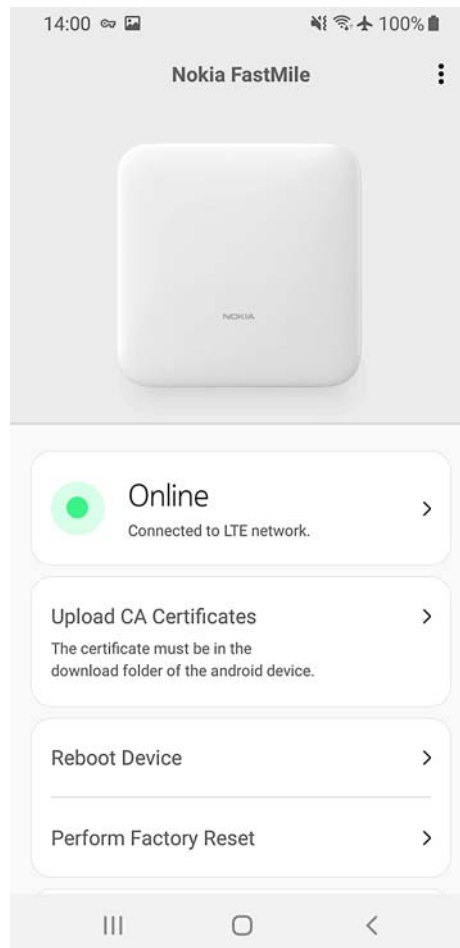 14:00 100%
Nokia FastMile
NOKIA
Online
Connected to LTE network.
Upload CA Certificates
The certificate must be in the
download folder of the android device.
Reboot Device
Perform Factory Reset